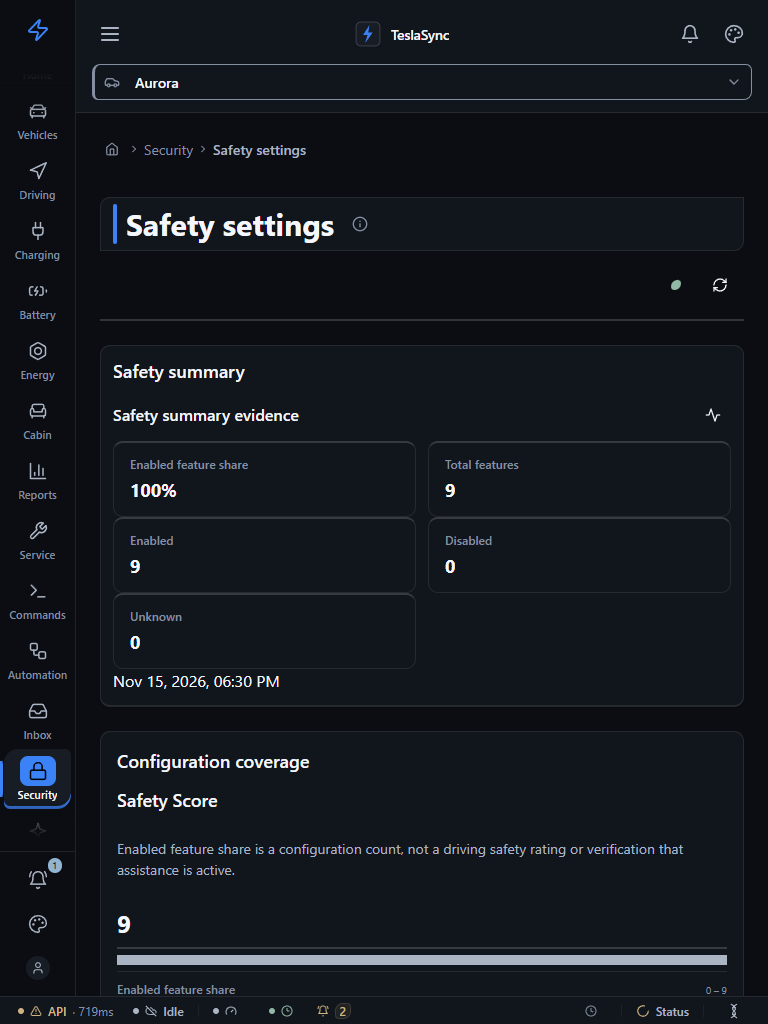 TeslaSync
Aurora
Home
Vehicles
Driving
Charging
Battery
Energy
Cabin
Reports
Service
Commands
Automation
Inbox
Security
1
Security
Safety settings
Safety settings
Safety summary
Safety summary evidence
Enabled feature share
100%
Total features
9
Enabled
9
Disabled
0
Unknown
0
Nov 15, 2026, 06:30 PM
Configuration coverage
Safety Score
Enabled feature share is a configuration count, not a driving safety rating or verification that
assistance is active.
9
Enabled feature share
0 – 9
API · 719ms
Idle
2
Status